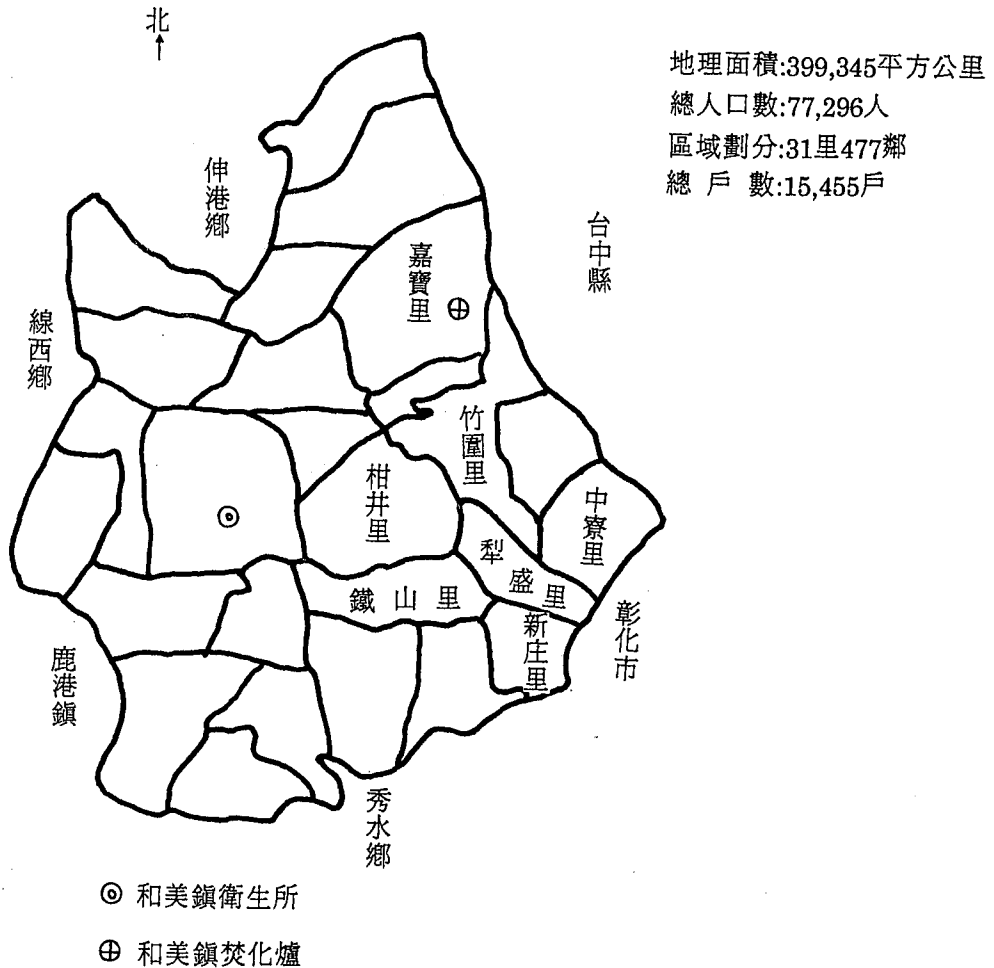 北
地理面積:399,345平方公里
總人口數:77,296人
區域劃分:31里477鄰
總戶數:15,455戶
伸港鄉
台中縣
嘉寶里
線西鄉
竹圍里
柑井里
中寮里
犁盛里
鐵山里
新庄里
彰化市
鹿港鎮
秀水鄉
◎ 和美鎮衛生所
⊕ 和美鎮焚化爐